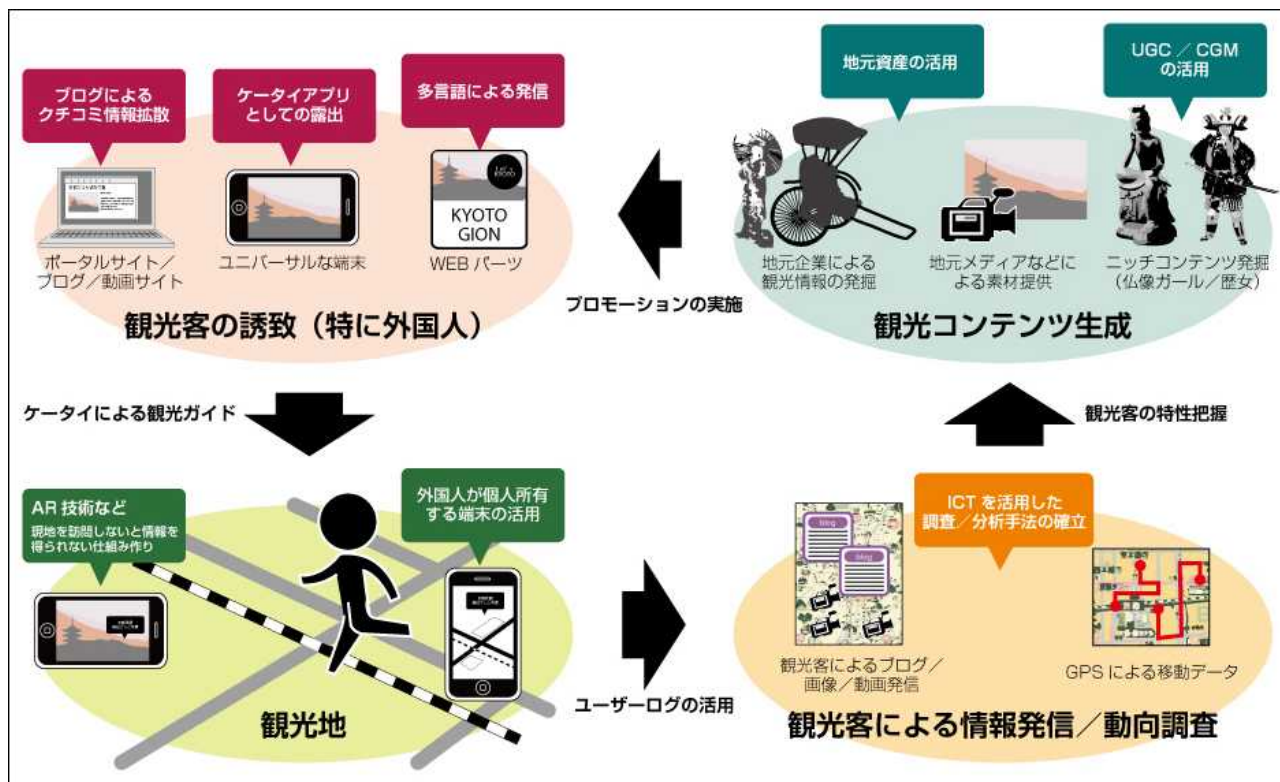 ブログによる
クチコミ情報拡散
ケータイアプリ
としての露出
多言語による発信
Let's
KYOTO
KYOTO
GION
ポータルサイト／
ブログ／動画サイト
ユニバーサルな端末
WEB パーツ
観光客の誘致（特に外国人）
プロモーションの実施
地元資産の活用
UGC ／ CGM
の活用
地元企業による
観光情報の発掘
地元メディアなどに
よる素材提供
ニッチコンテンツ発掘
（仏像ガール／歴女）
観光コンテンツ生成
ケータイによる観光ガイド
観光客の特性把握
AR 技術など
現地を訪問しないと情報を
得られない仕組み作り
外国人が個人所有
する端末の活用
観光地
ユーザーログの活用
ICT を活用した
調査／分析手法の確立
blog
blog
観光客によるブログ／
画像／動画発信
GPS による移動データ
観光客による情報発信／動向調査